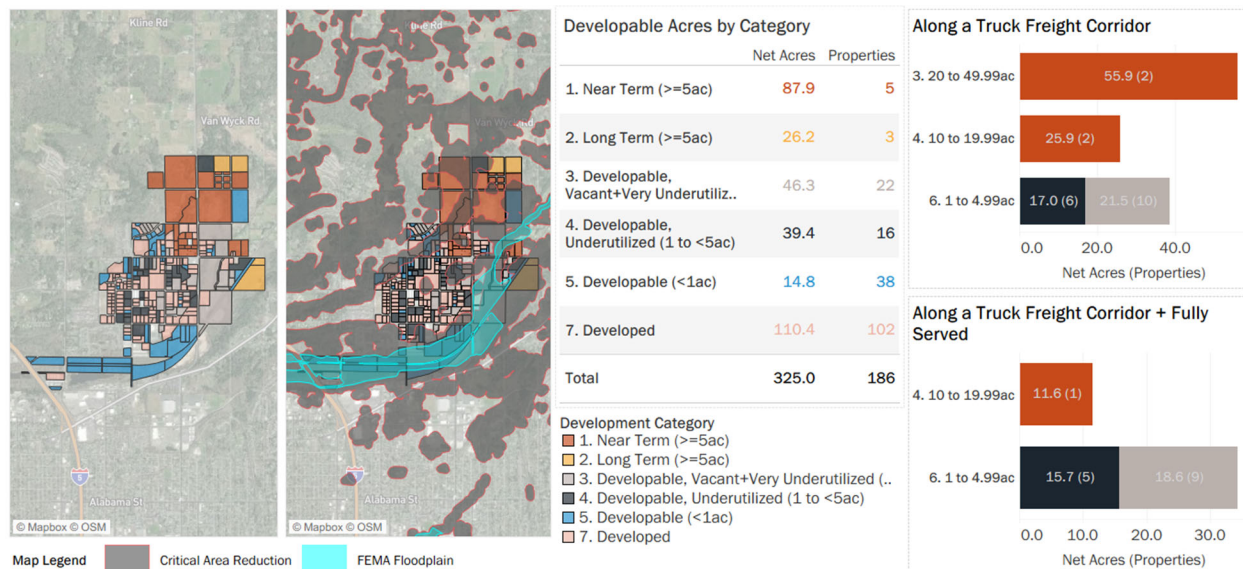 Kline Rd
Van Wyck Rd
Alabama St
5
© Mapbox © OSM
Van Wyck Rd
Alabama St
© Mapbox © OSM
Map Legend
Critical Area Reduction
FEMA Floodplain
Developable Acres by Category
Net Acres Properties
1. Near Term (>=5ac) 87.9 5
2. Long Term (>=5ac) 26.2 3
3. Developable,
Vacant+Very Underutiliz.. 46.3 22
4. Developable,
Underutilized (1 to <5ac) 39.4 16
5. Developable (<1ac) 14.8 38
7. Developed 110.4 102
Total 325.0 186
Development Category
1. Near Term (>=5ac)
2. Long Term (>=5ac)
3. Developable, Vacant+Very Underutilized (..
4. Developable, Underutilized (1 to <5ac)
5. Developable (<1ac)
7. Developed
Along a Truck Freight Corridor
3. 20 to 49.99ac 55.9 (2)
4. 10 to 19.99ac 25.9 (2)
6. 1 to 4.99ac 17.0 (6) 21.5 (10)
0.0 20.0 40.0
Net Acres (Properties)
Along a Truck Freight Corridor + Fully
Served
4. 10 to 19.99ac 11.6 (1)
6. 1 to 4.99ac 15.7 (5) 18.6 (9)
0.0 10.0 20.0 30.0
Net Acres (Properties)